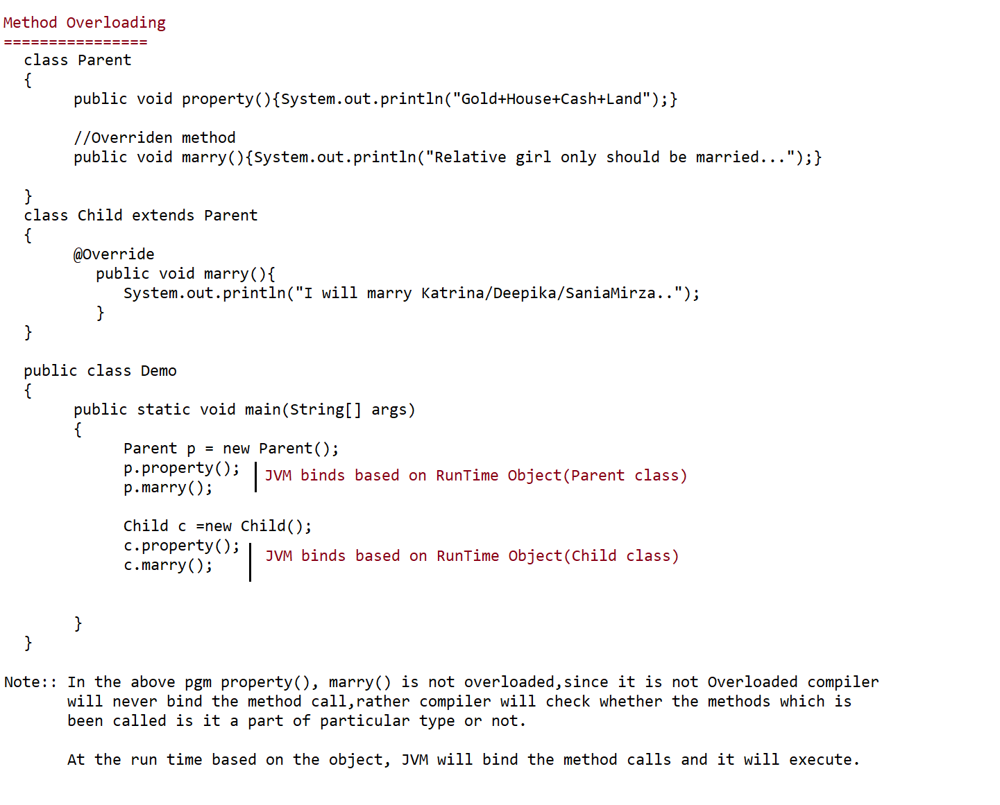 Method Overloading
================
class Parent
{
public void property(){System.out.println("Gold+House+Cash+Land");}
//Overriden method
public void marry(){System.out.println("Relative girl only should be married...");}
}
class Child extends Parent
{
@Override
public void marry(){
System.out.println("I will marry Katrina/Deepika/SaniaMirza..");
}
}
public class Demo
{
public static void main(String[] args)
{
Parent p = new Parent();
p.property();
JVM binds based on RunTime Object(Parent class)
p.marry();
Child c =new Child();
c.property();
JVM binds based on RunTime Object(Child class)
c.marry();
}
}
Note:: In the above pgm property(), marry() is not overloaded,since it is not Overloaded compiler
will never bind the method call,rather compiler will check whether the methods which is
been called is it a part of particular type or not.
At the run time based on the object, JVM will bind the method calls and it will execute.